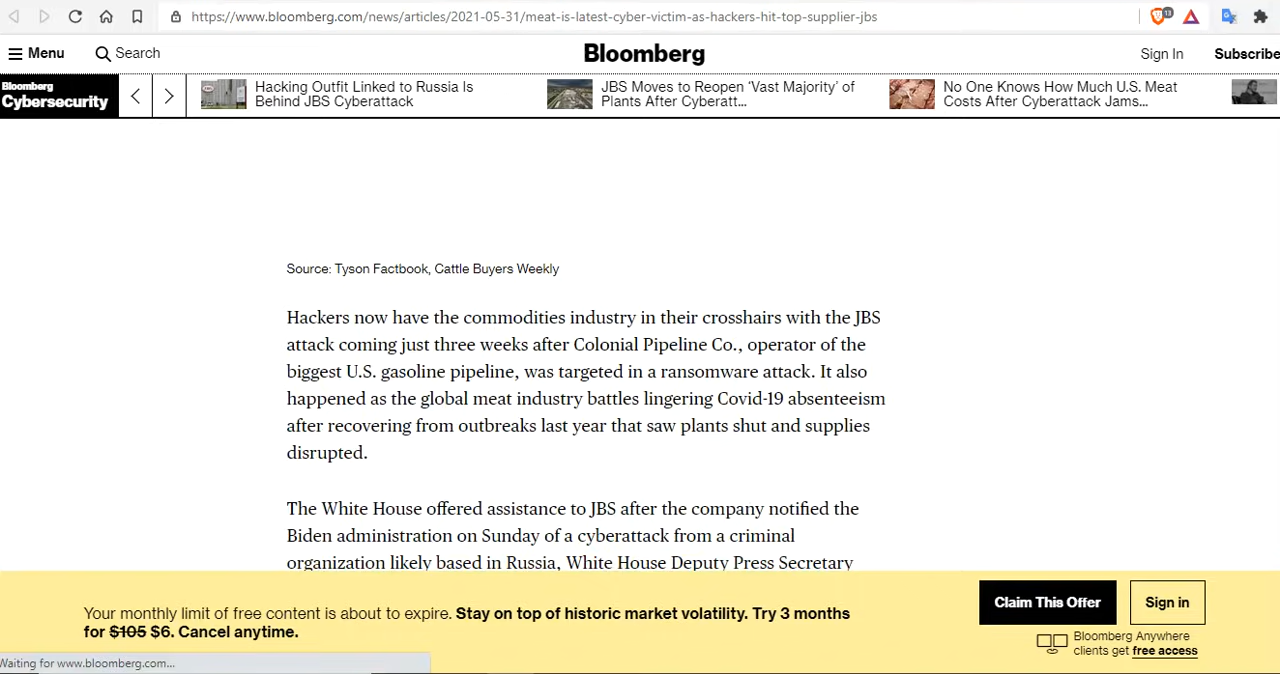 https://www.bloomberg.com/news/articles/2021-05-31/meat-is-latest-cyber-victim-as-hackers-hit-top-supplier-jbs
13
Menu
Search
Bloomberg
Sign In
Subscribe
Bloomberg
Cybersecurity
Hacking Outfit Linked to Russia Is
Behind JBS Cyberattack
JBS Moves to Reopen ‘Vast Majority’ of
Plants After Cyberatt...
No One Knows How Much U.S. Meat
Costs After Cyberattack Jams...
Source: Tyson Factbook, Cattle Buyers Weekly
Hackers now have the commodities industry in their crosshairs with the JBS
attack coming just three weeks after Colonial Pipeline Co., operator of the
biggest U.S. gasoline pipeline, was targeted in a ransomware attack. It also
happened as the global meat industry battles lingering Covid-19 absenteeism
after recovering from outbreaks last year that saw plants shut and supplies
disrupted.
The White House offered assistance to JBS after the company notified the
Biden administration on Sunday of a cyberattack from a criminal
organization likely based in Russia, White House Deputy Press Secretary
Your monthly limit of free content is about to expire. Stay on top of historic market volatility. Try 3 months
for $105 $6. Cancel anytime.
Claim This Offer
Sign in
Bloomberg Anywhere
clients get free access
Waiting for www.bloomberg.com...